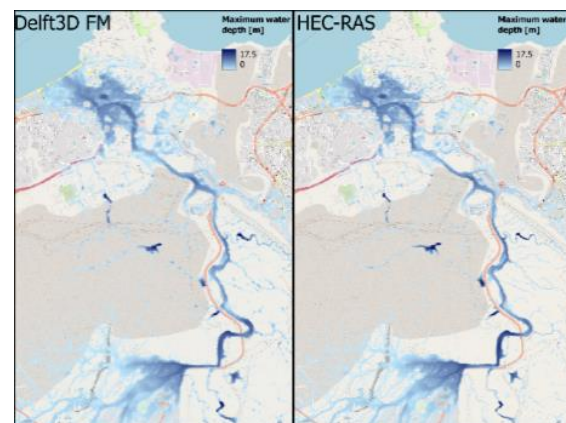 Delft3D FM
Maximum water
depth [m]
17.5
0
HEC-RAS
Maximum water
depth [m]
17.5
0